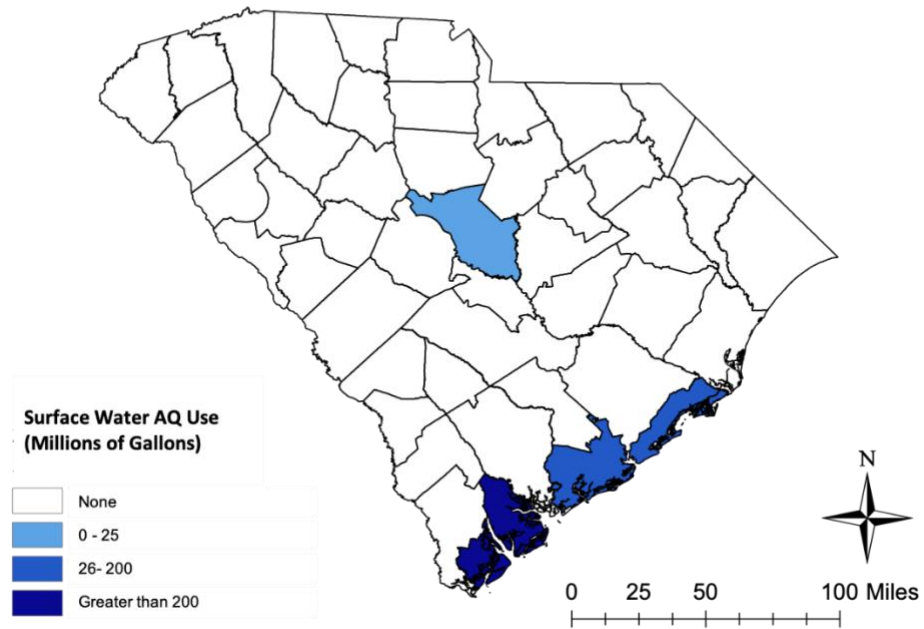 Surface Water AQ Use
(Millions of Gallons)
None
0 - 25
26- 200
Greater than 200
N
0 25 50 100 Miles